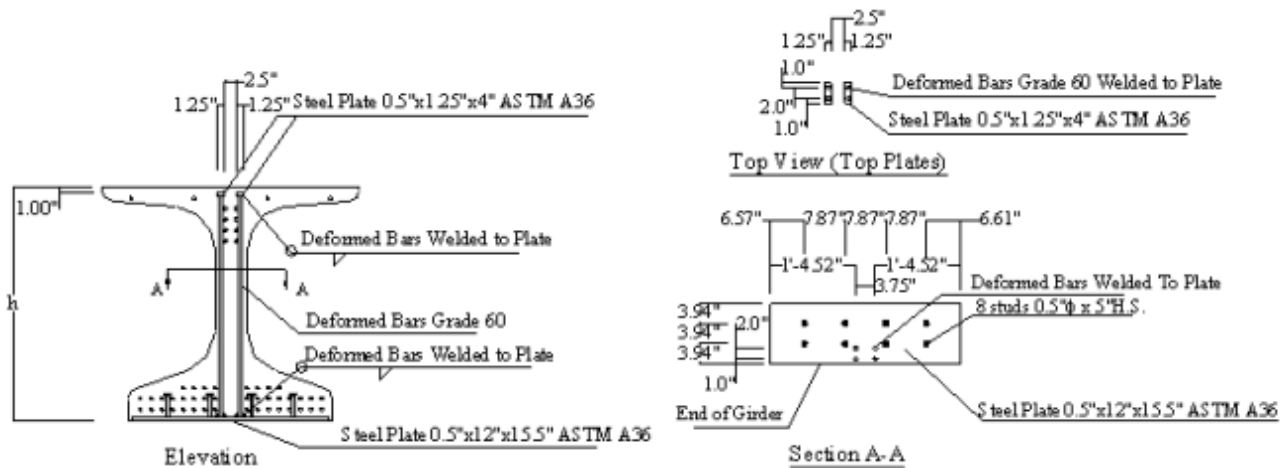 2.5"
1.25"
1.25"
Steel Plate 0.5"x1.25"x4" ASTM A36
1.00"
Deformed Bars Welded to Plate
A
A
h
Deformed Bars Grade 60
Deformed Bars Welded to Plate
Steel Plate 0.5"x12"x15.5" ASTM A36
Elevation
2.5"
1.25"
1.25"
1.0"
Deformed Bars Grade 60 Welded to Plate
2.0"
Steel Plate 0.5"x1.25"x4" ASTM A36
1.0"
Top View (Top Plates)
6.57" 7.87" 7.87" 7.87" 6.61"
1'-4.52" 1'-4.52"
3.75"
Deformed Bars Welded To Plate
8 studs 0.5"ϕ x 5"H.S.
3.94"
2.0"
3.94"
3.94"
1.0"
End of Girder
Steel Plate 0.5"x12"x15.5" ASTM A36
Section A-A